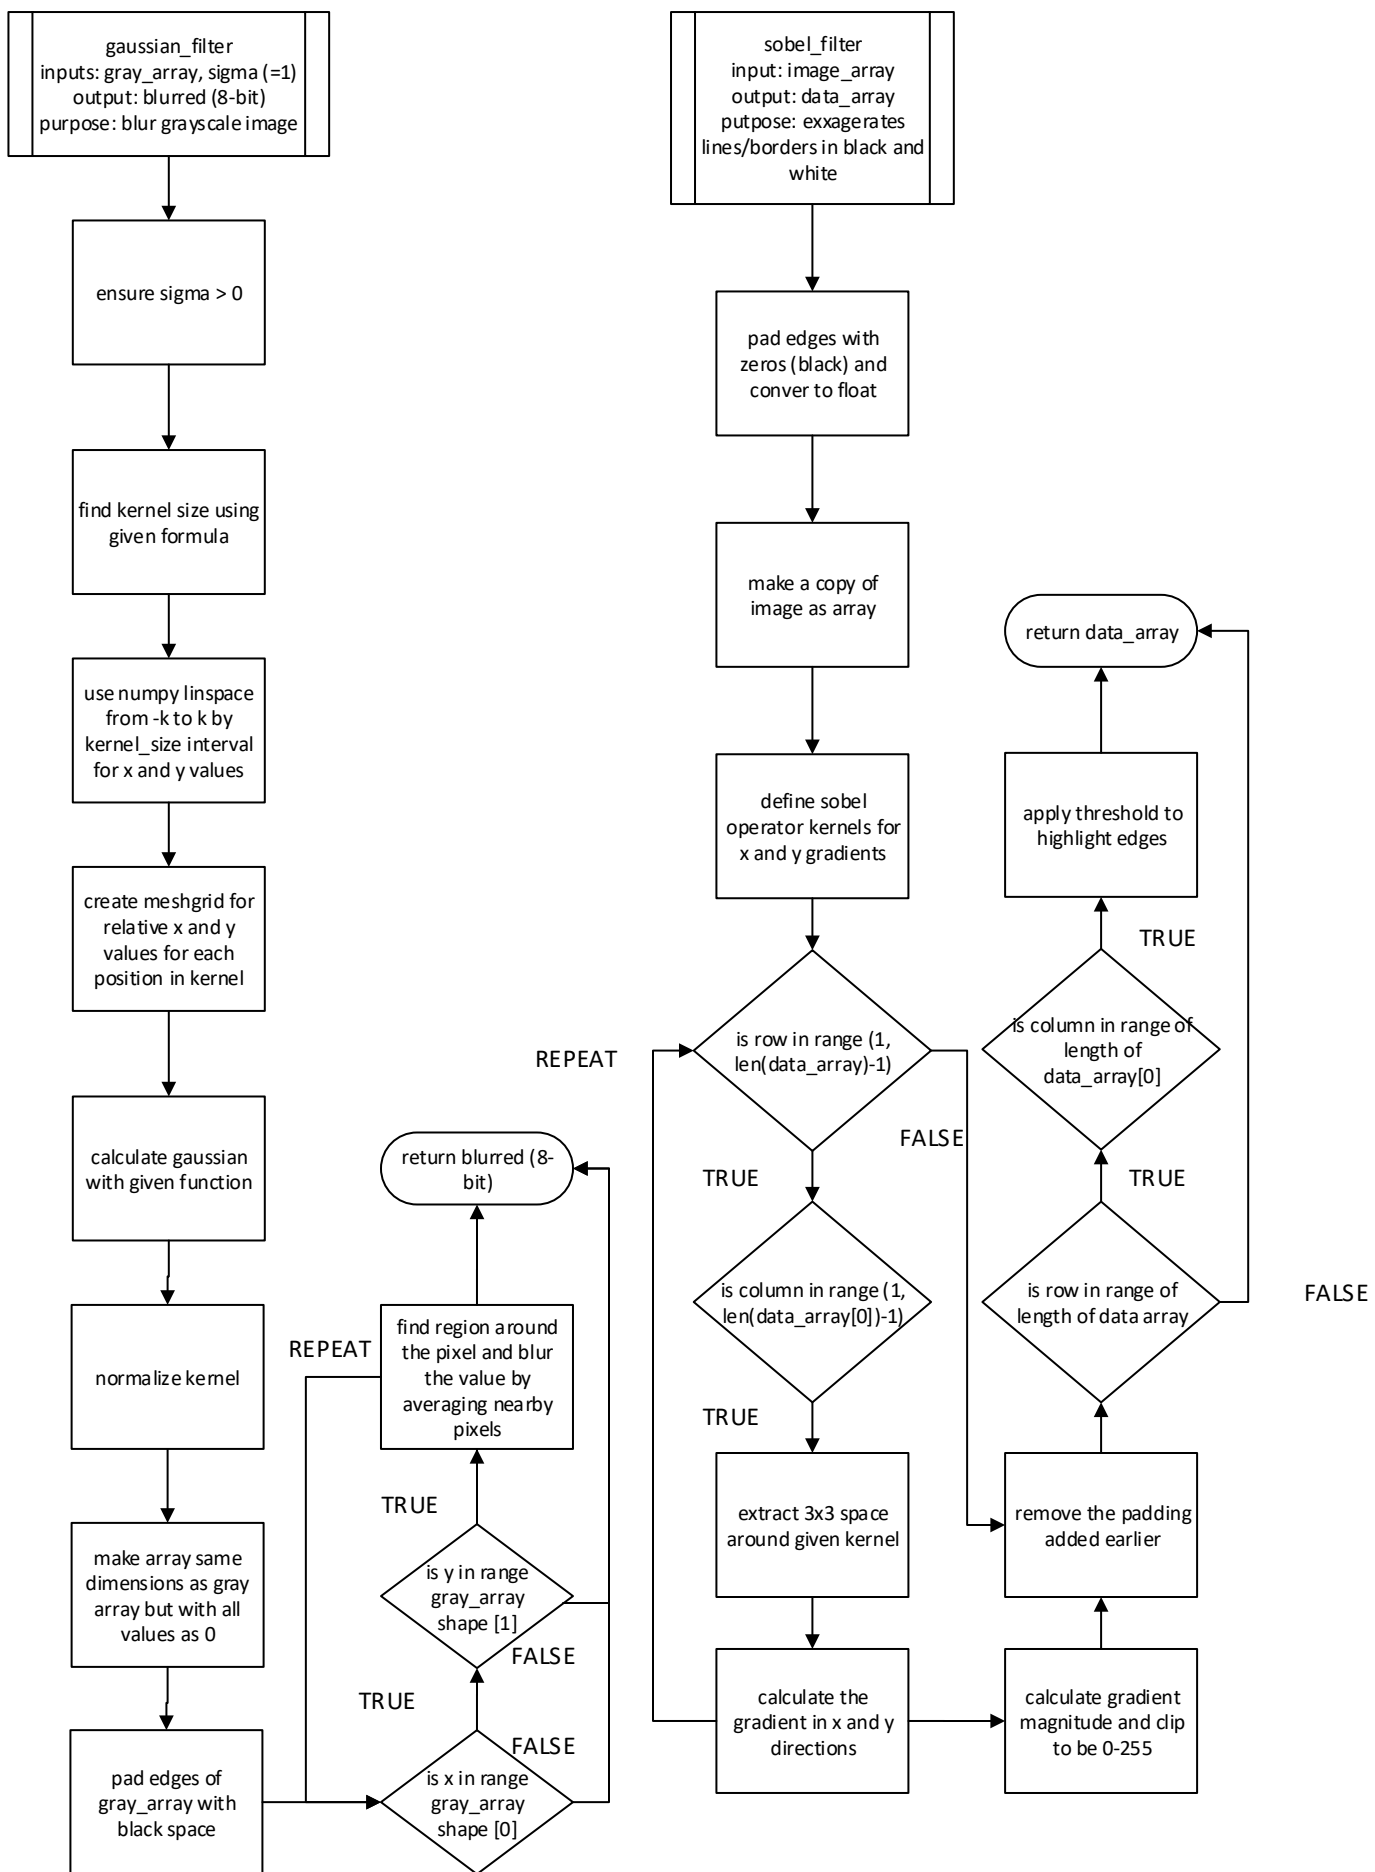 gaussian_filter
inputs: gray_array, sigma (=1)
output: blurred (8-bit)
purpose: blur grayscale image
ensure sigma > 0
find kernel size using
given formula
use numpy linspace
from -k to k by
kernel_size interval
for x and y values
create meshgrid for
relative x and y
values for each
position in kernel
calculate gaussian
with given function
normalize kernel
make array same
dimensions as gray
array but with all
values as 0
pad edges of
gray_array with
black space
return blurred (8-
bit)
REPEAT
find region around
the pixel and blur
the value by
averaging nearby
pixels
TRUE
is y in range
gray_array
shape [1]
FALSE
TRUE
FALSE
is x in range
gray_array
shape [0]
sobel_filter
input: image_array
output: data_array
putpose: exxagerates
lines/borders in black and
white
pad edges with
zeros (black) and
conver to float
make a copy of
image as array
define sobel
operator kernels for
x and y gradients
REPEAT
is row in range (1,
len(data_array)-1)
FALSE
TRUE
is column in range (1,
len(data_array[0])-1)
TRUE
extract 3x3 space
around given kernel
calculate the
gradient in x and y
directions
return data_array
apply threshold to
highlight edges
TRUE
is column in range of
length of
data_array[0]
TRUE
is row in range of
length of data array
FALSE
remove the padding
added earlier
calculate gradient
magnitude and clip
to be 0-255